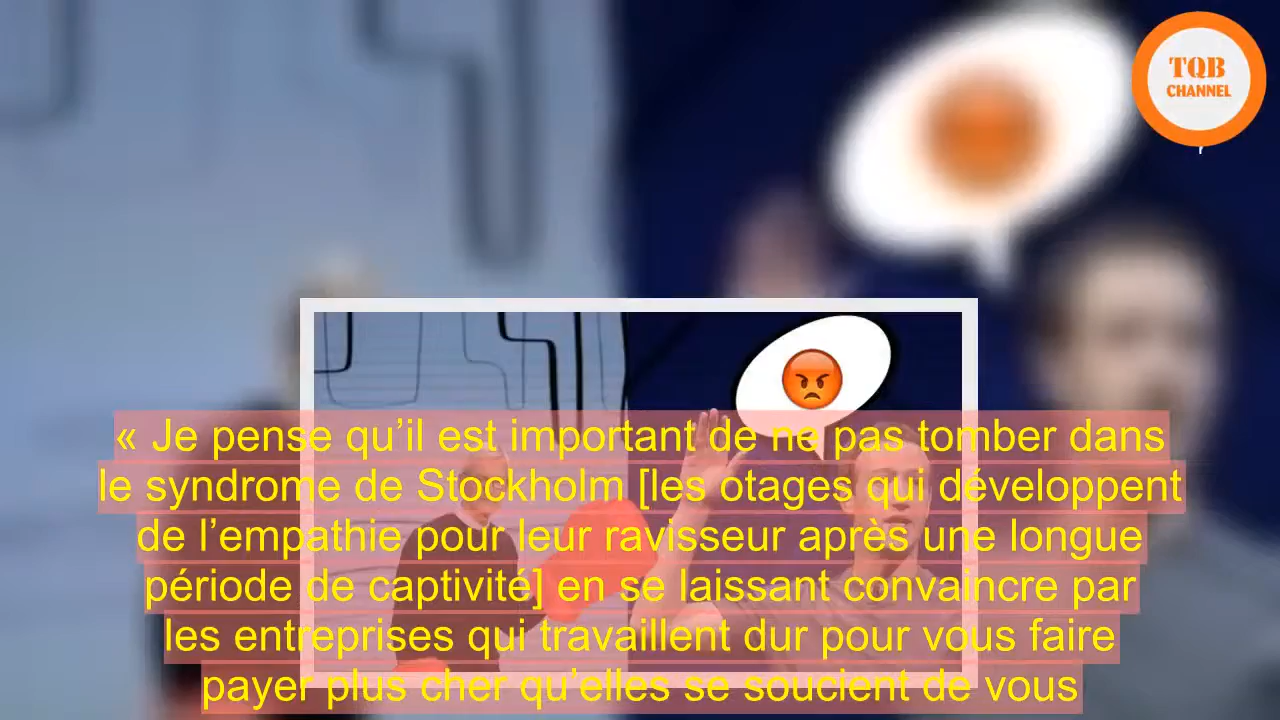 TQB
CHANNEL
« Je pense qu’il est important de ne pas tomber dans
le syndrome de Stockholm [les otages qui développent
de l’empathie pour leur ravisseur après une longue
période de captivité] en se laissant convaincre par
les entreprises qui travaillent dur pour vous faire
payer plus cher qu’elles se soucient de vous